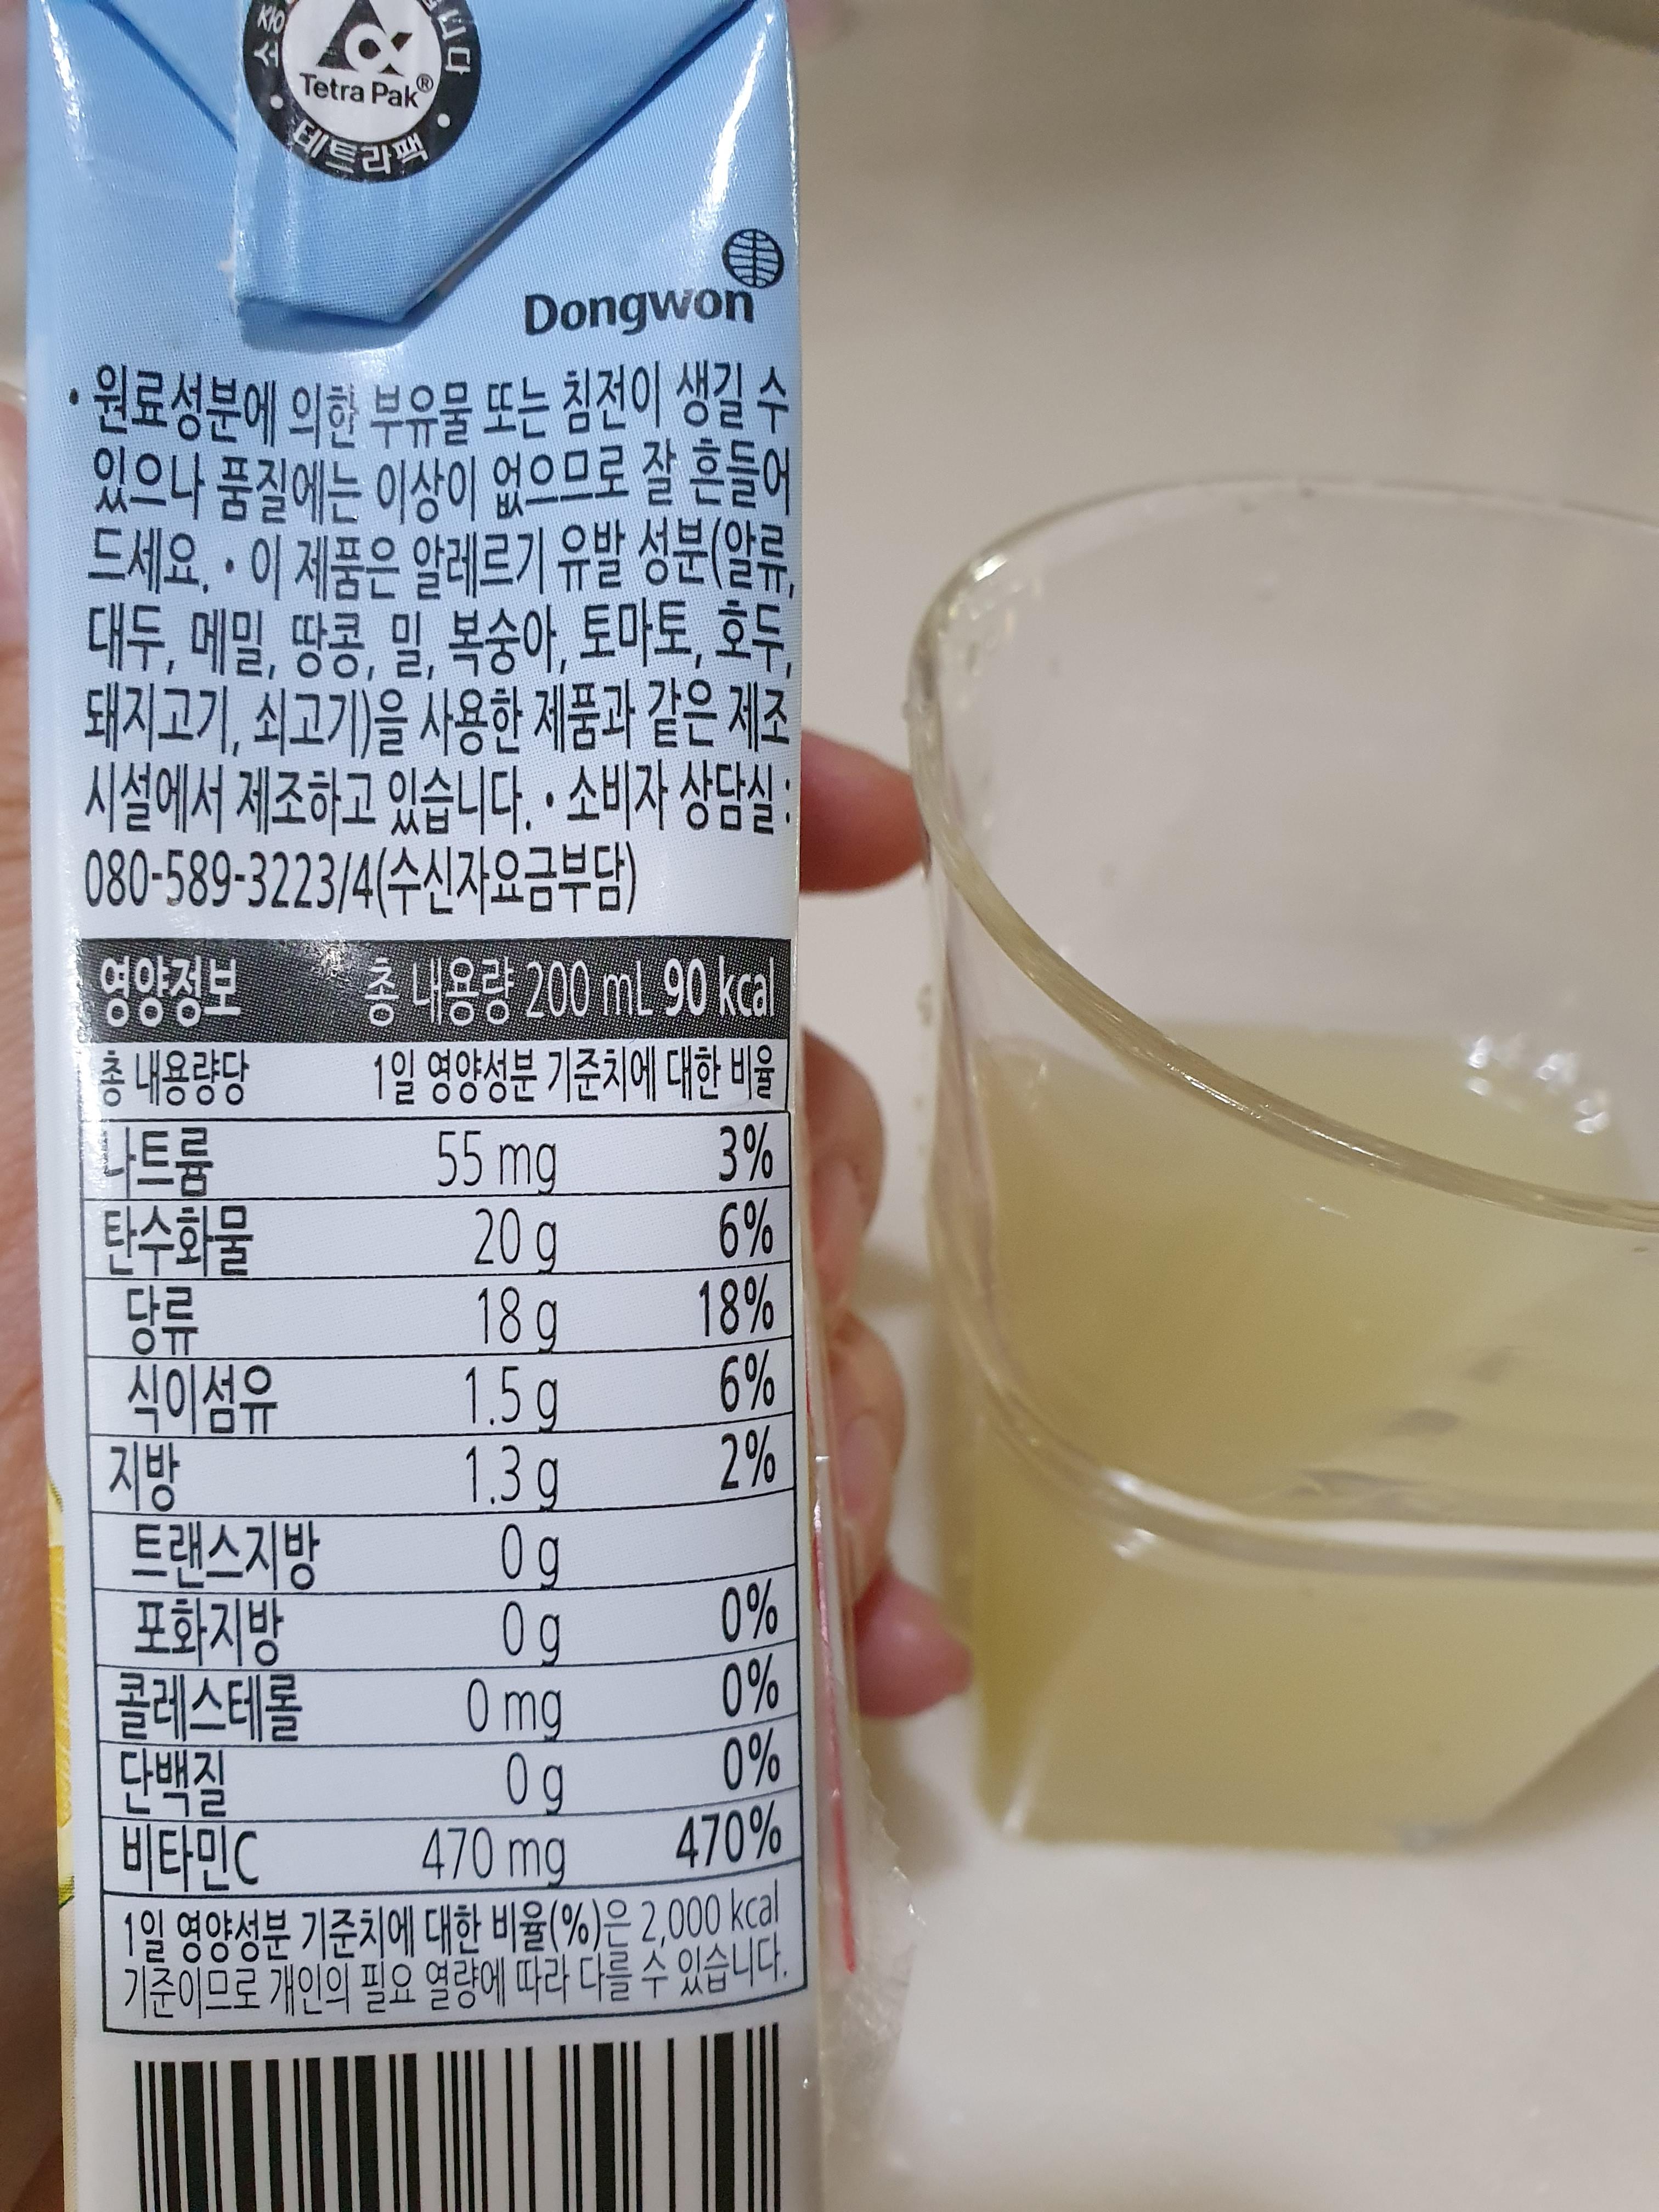 Tetra Pak®
테트라팩
Dongwon
• 원료성분에 의한 부유물 또는 침전이 생길 수
있으나 품질에는 이상이 없으므로 잘 흔들어
드세요. • 이 제품은 알레르기 유발 성분(알류,
대두, 메밀, 땅콩, 밀, 복숭아, 토마토, 호두,
돼지고기, 쇠고기)을 사용한 제품과 같은 제조
시설에서 제조하고 있습니다. • 소비자 상담실 :
080-589-3223/4(수신자요금부담)
영양정보 총 내용량 200 mL 90 kcal
총 내용량당 1일 영양성분 기준치에 대한 비율
나트륨 55 mg 3%
탄수화물 20 g 6%
당류 18 g 18%
식이섬유 1.5 g 6%
지방 1.3 g 2%
트랜스지방 0 g
포화지방 0 g 0%
콜레스테롤 0 mg 0%
단백질 0 g 0%
비타민C 470 mg 470%
1일 영양성분 기준치에 대한 비율(%)은 2,000 kcal
기준이므로 개인의 필요 열량에 따라 다를 수 있습니다.